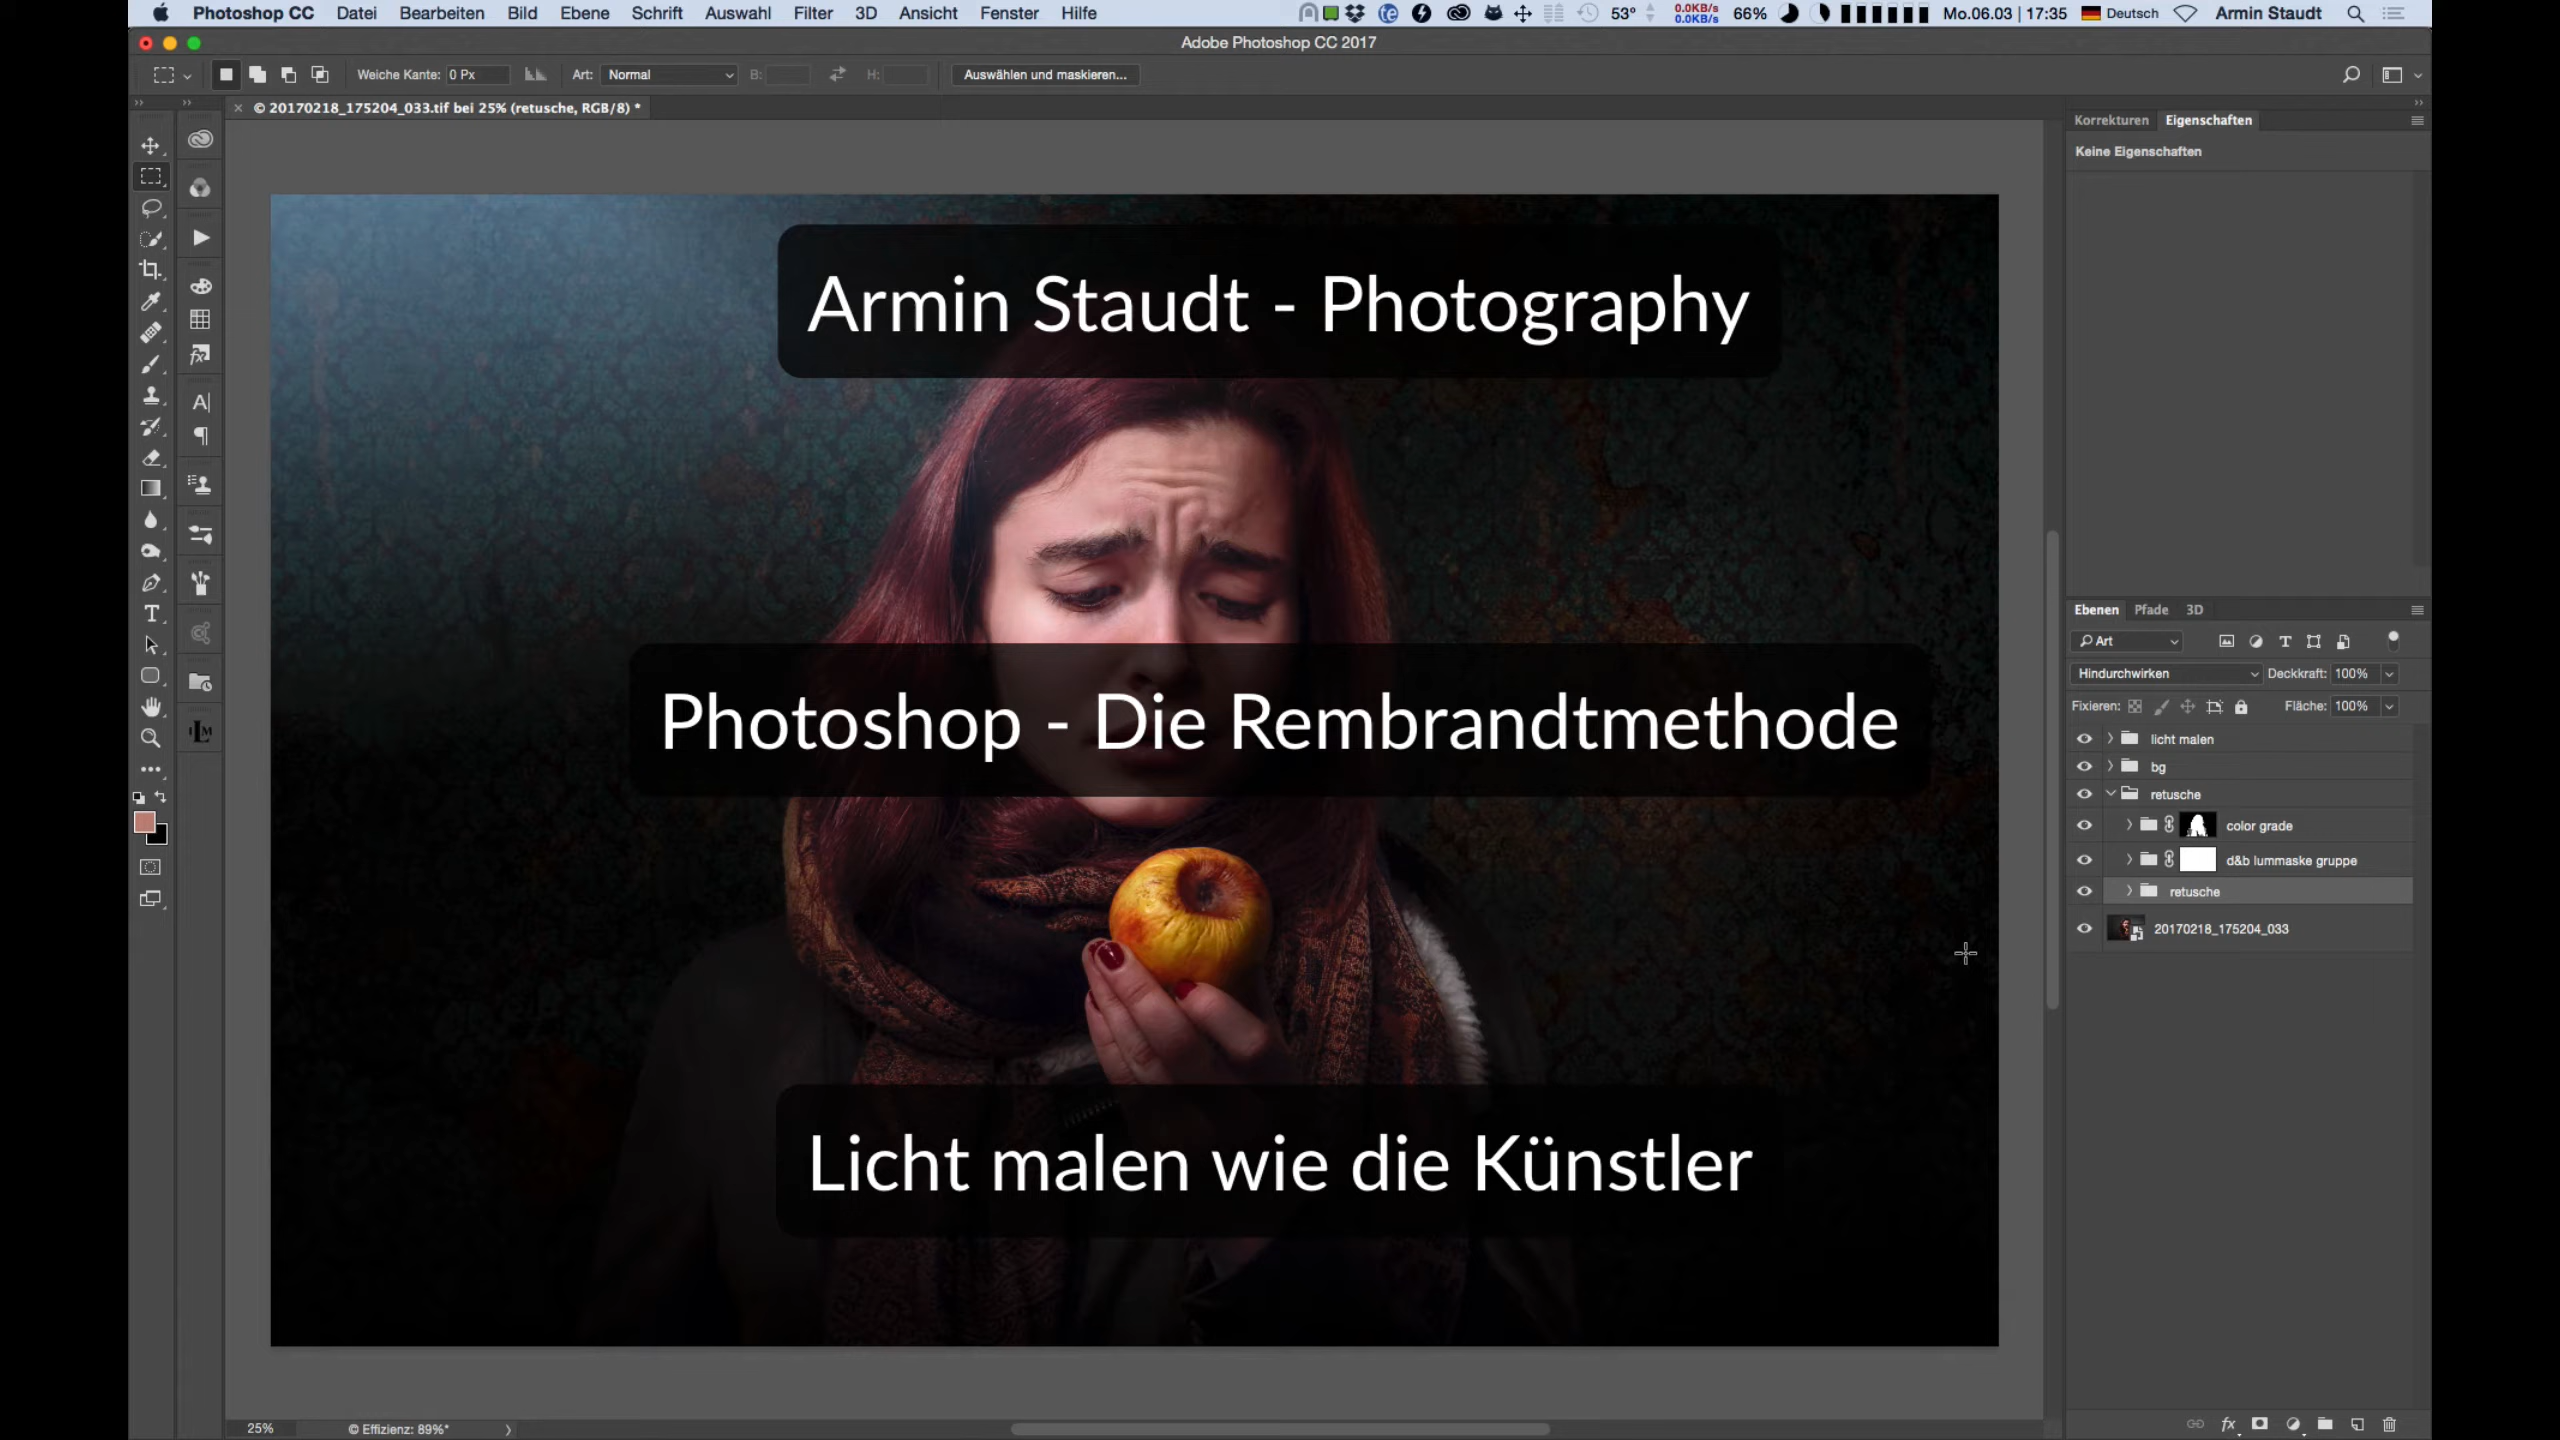 Photoshop CC Datei Bearbeiten Bild Ebene Schrift Auswahl Filter 3D Ansicht Fenster Hilfe 53° 0.0KB/s 0.0KB/s 66% Mo.06.03 | 17:35 Deutsch Armin Staudt
Adobe Photoshop CC 2017
Weiche Kante: 0 Px Art: Normal B: H: Auswählen und maskieren...
© 20170218_175204_033.tif bei 25% (retusche, RGB/8) *
Korrekturen Eigenschaften
Keine Eigenschaften
Armin Staudt - Photography
Photoshop - Die Rembrandtmethode
Licht malen wie die Künstler
Ebenen Pfade 3D
Art
Hindurchwirken Deckkraft: 100%
Fixieren: Fläche: 100%
licht malen
bg
retusche
color grade
d&b lummaske gruppe
retusche
20170218_175204_033
25% © Effizienz: 89%*